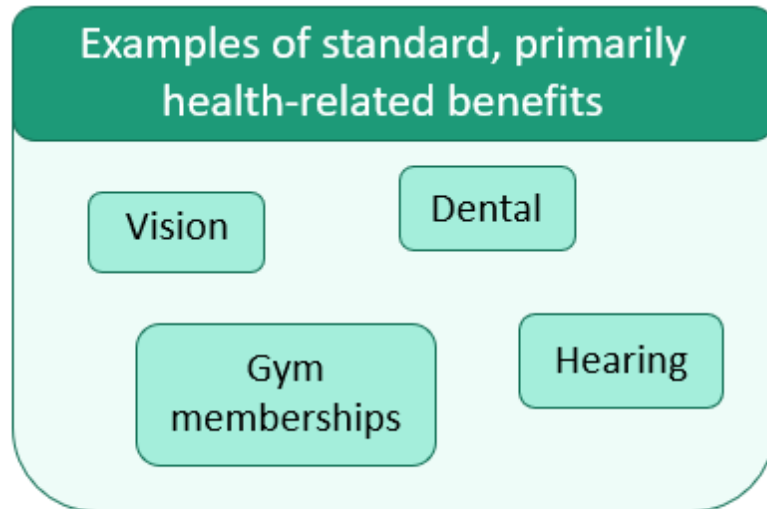 Examples of standard, primarily
health-related benefits
Vision
Dental
Gym
memberships
Hearing